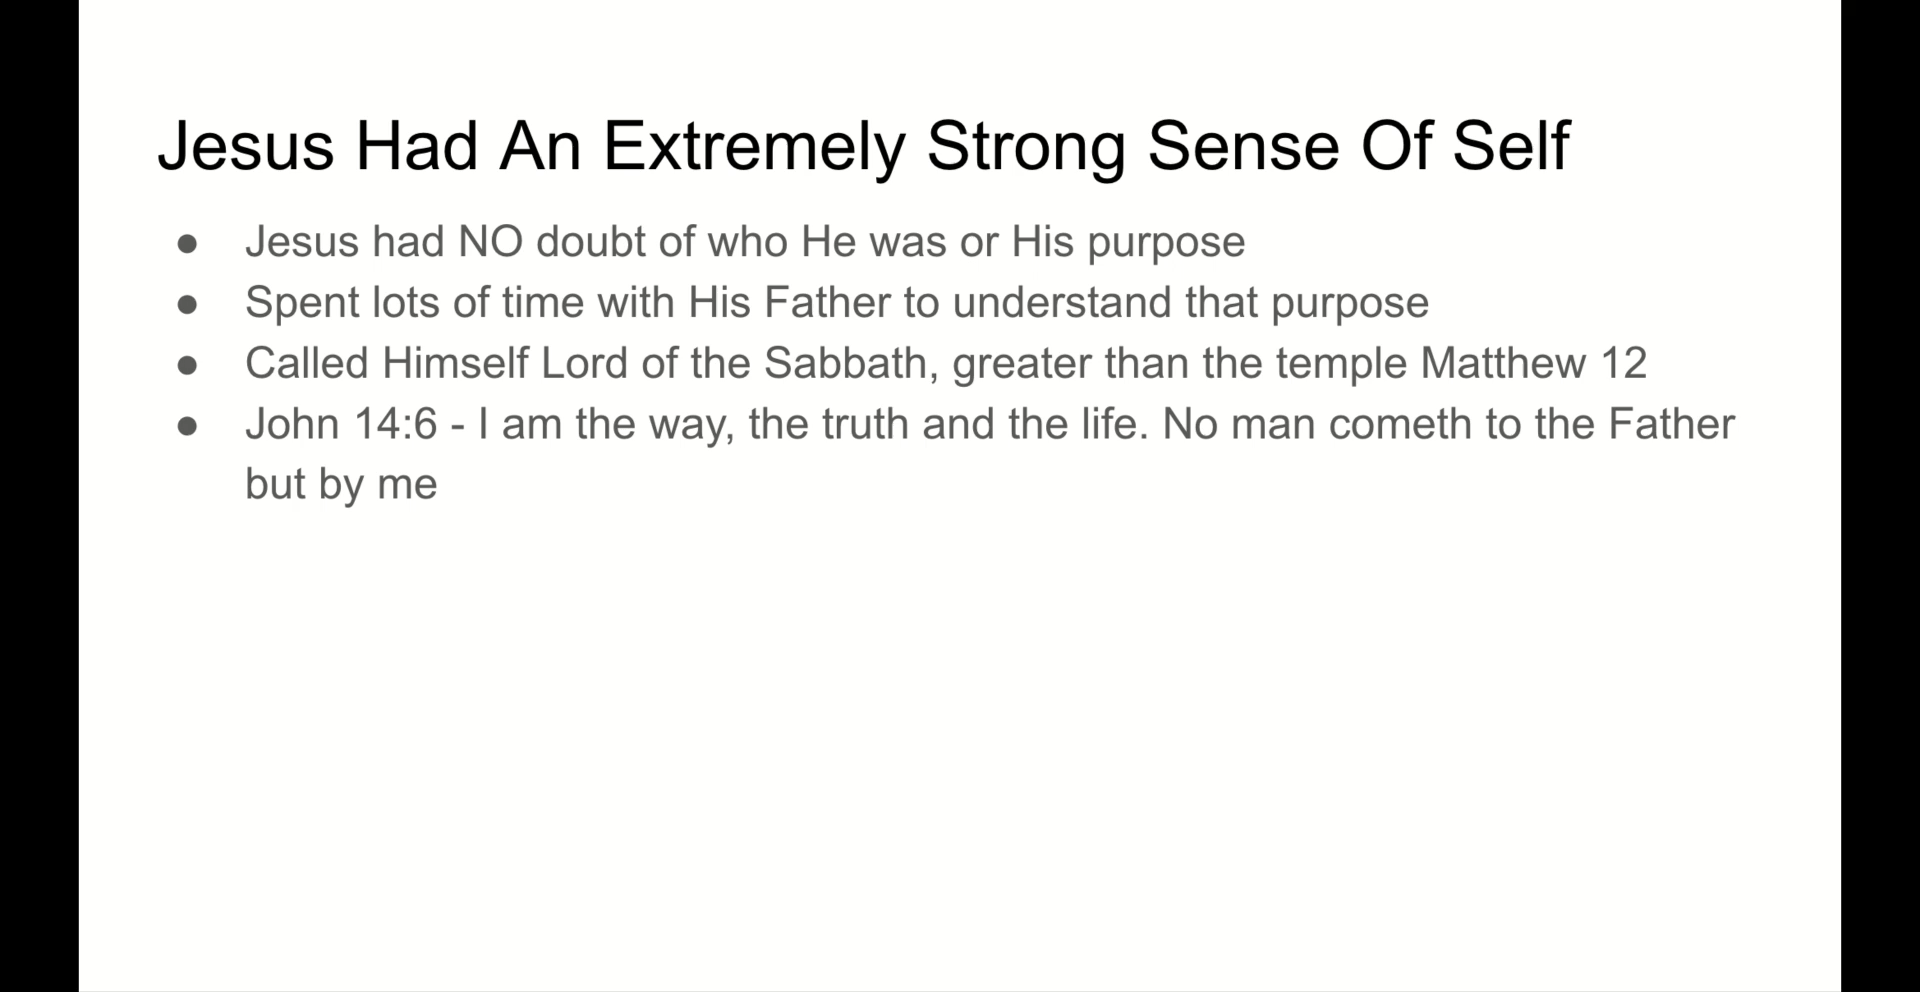 Jesus Had An Extremely Strong Sense Of Self
● Jesus had NO doubt of who He was or His purpose
● Spent lots of time with His Father to understand that purpose
● Called Himself Lord of the Sabbath, greater than the temple Matthew 12
● John 14:6 - I am the way, the truth and the life. No man cometh to the Father
but by me